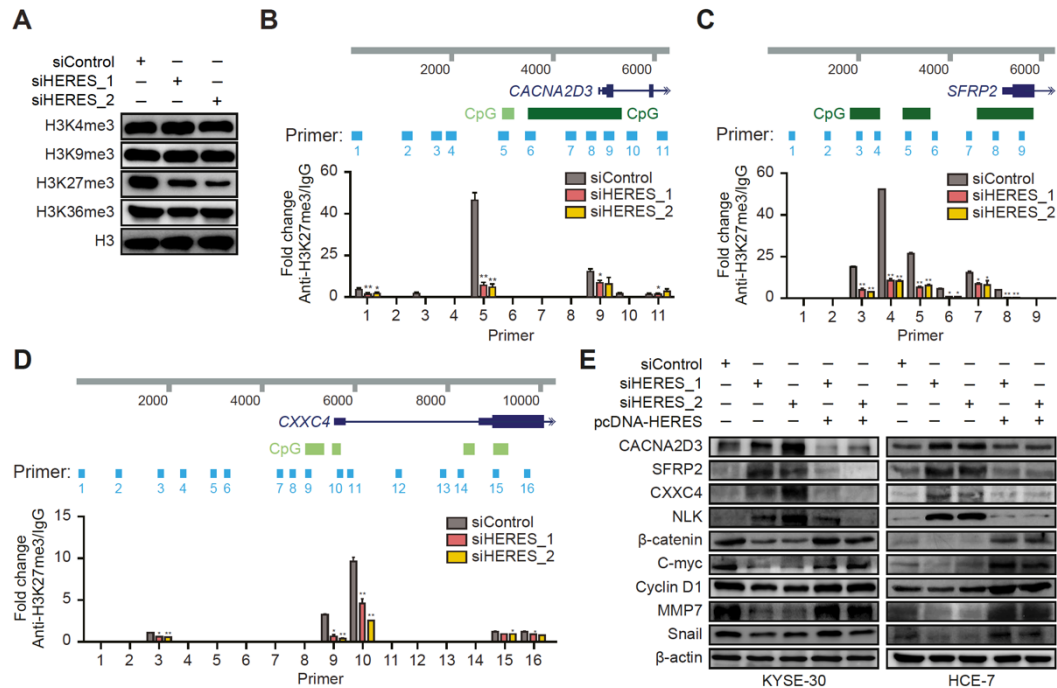 A
siControl + – –
siHERES_1 – + –
siHERES_2 – – +
H3K4me3
H3K9me3
H3K27me3
H3K36me3
H3
B
2000 4000 6000
CACNA2D3
CpG CpG
Primer:
1 2 3 4 5 6 7 8 9 10 11
Fold change
Anti-H3K27me3/IgG
60
25
0
siControl
siHERES_1
siHERES_2
** * ** ** * *
1 2 3 4 5 6 7 8 9 10 11
Primer
C
2000 4000 6000
SFRP2
CpG
Primer:
1 2 3 4 5 6 7 8 9
Fold change
Anti-H3K27me3/IgG
60
25
0
siControl
siHERES_1
siHERES_2
** ** ** ** ** ** * * * * ** **
1 2 3 4 5 6 7 8 9
Primer
D
2000 4000 6000 8000 10000
CXXC4
CpG
Primer:
1 2 3 4 5 6 7 8 9 10 11 12 13 14 15 16
Fold change
Anti-H3K27me3/IgG
15
10
5
0
siControl
siHERES_1
siHERES_2
* ** * ** ** ** * *
1 2 3 4 5 6 7 8 9 10 11 12 13 14 15 16
Primer
E
siControl + – – – – + – – – –
siHERES_1 – + – + – – + – + –
siHERES_2 – – + – + – – + – +
pcDNA-HERES – – – + + – – – + +
CACNA2D3
SFRP2
CXXC4
NLK
β-catenin
C-myc
Cyclin D1
MMP7
Snail
β-actin
KYSE-30 HCE-7